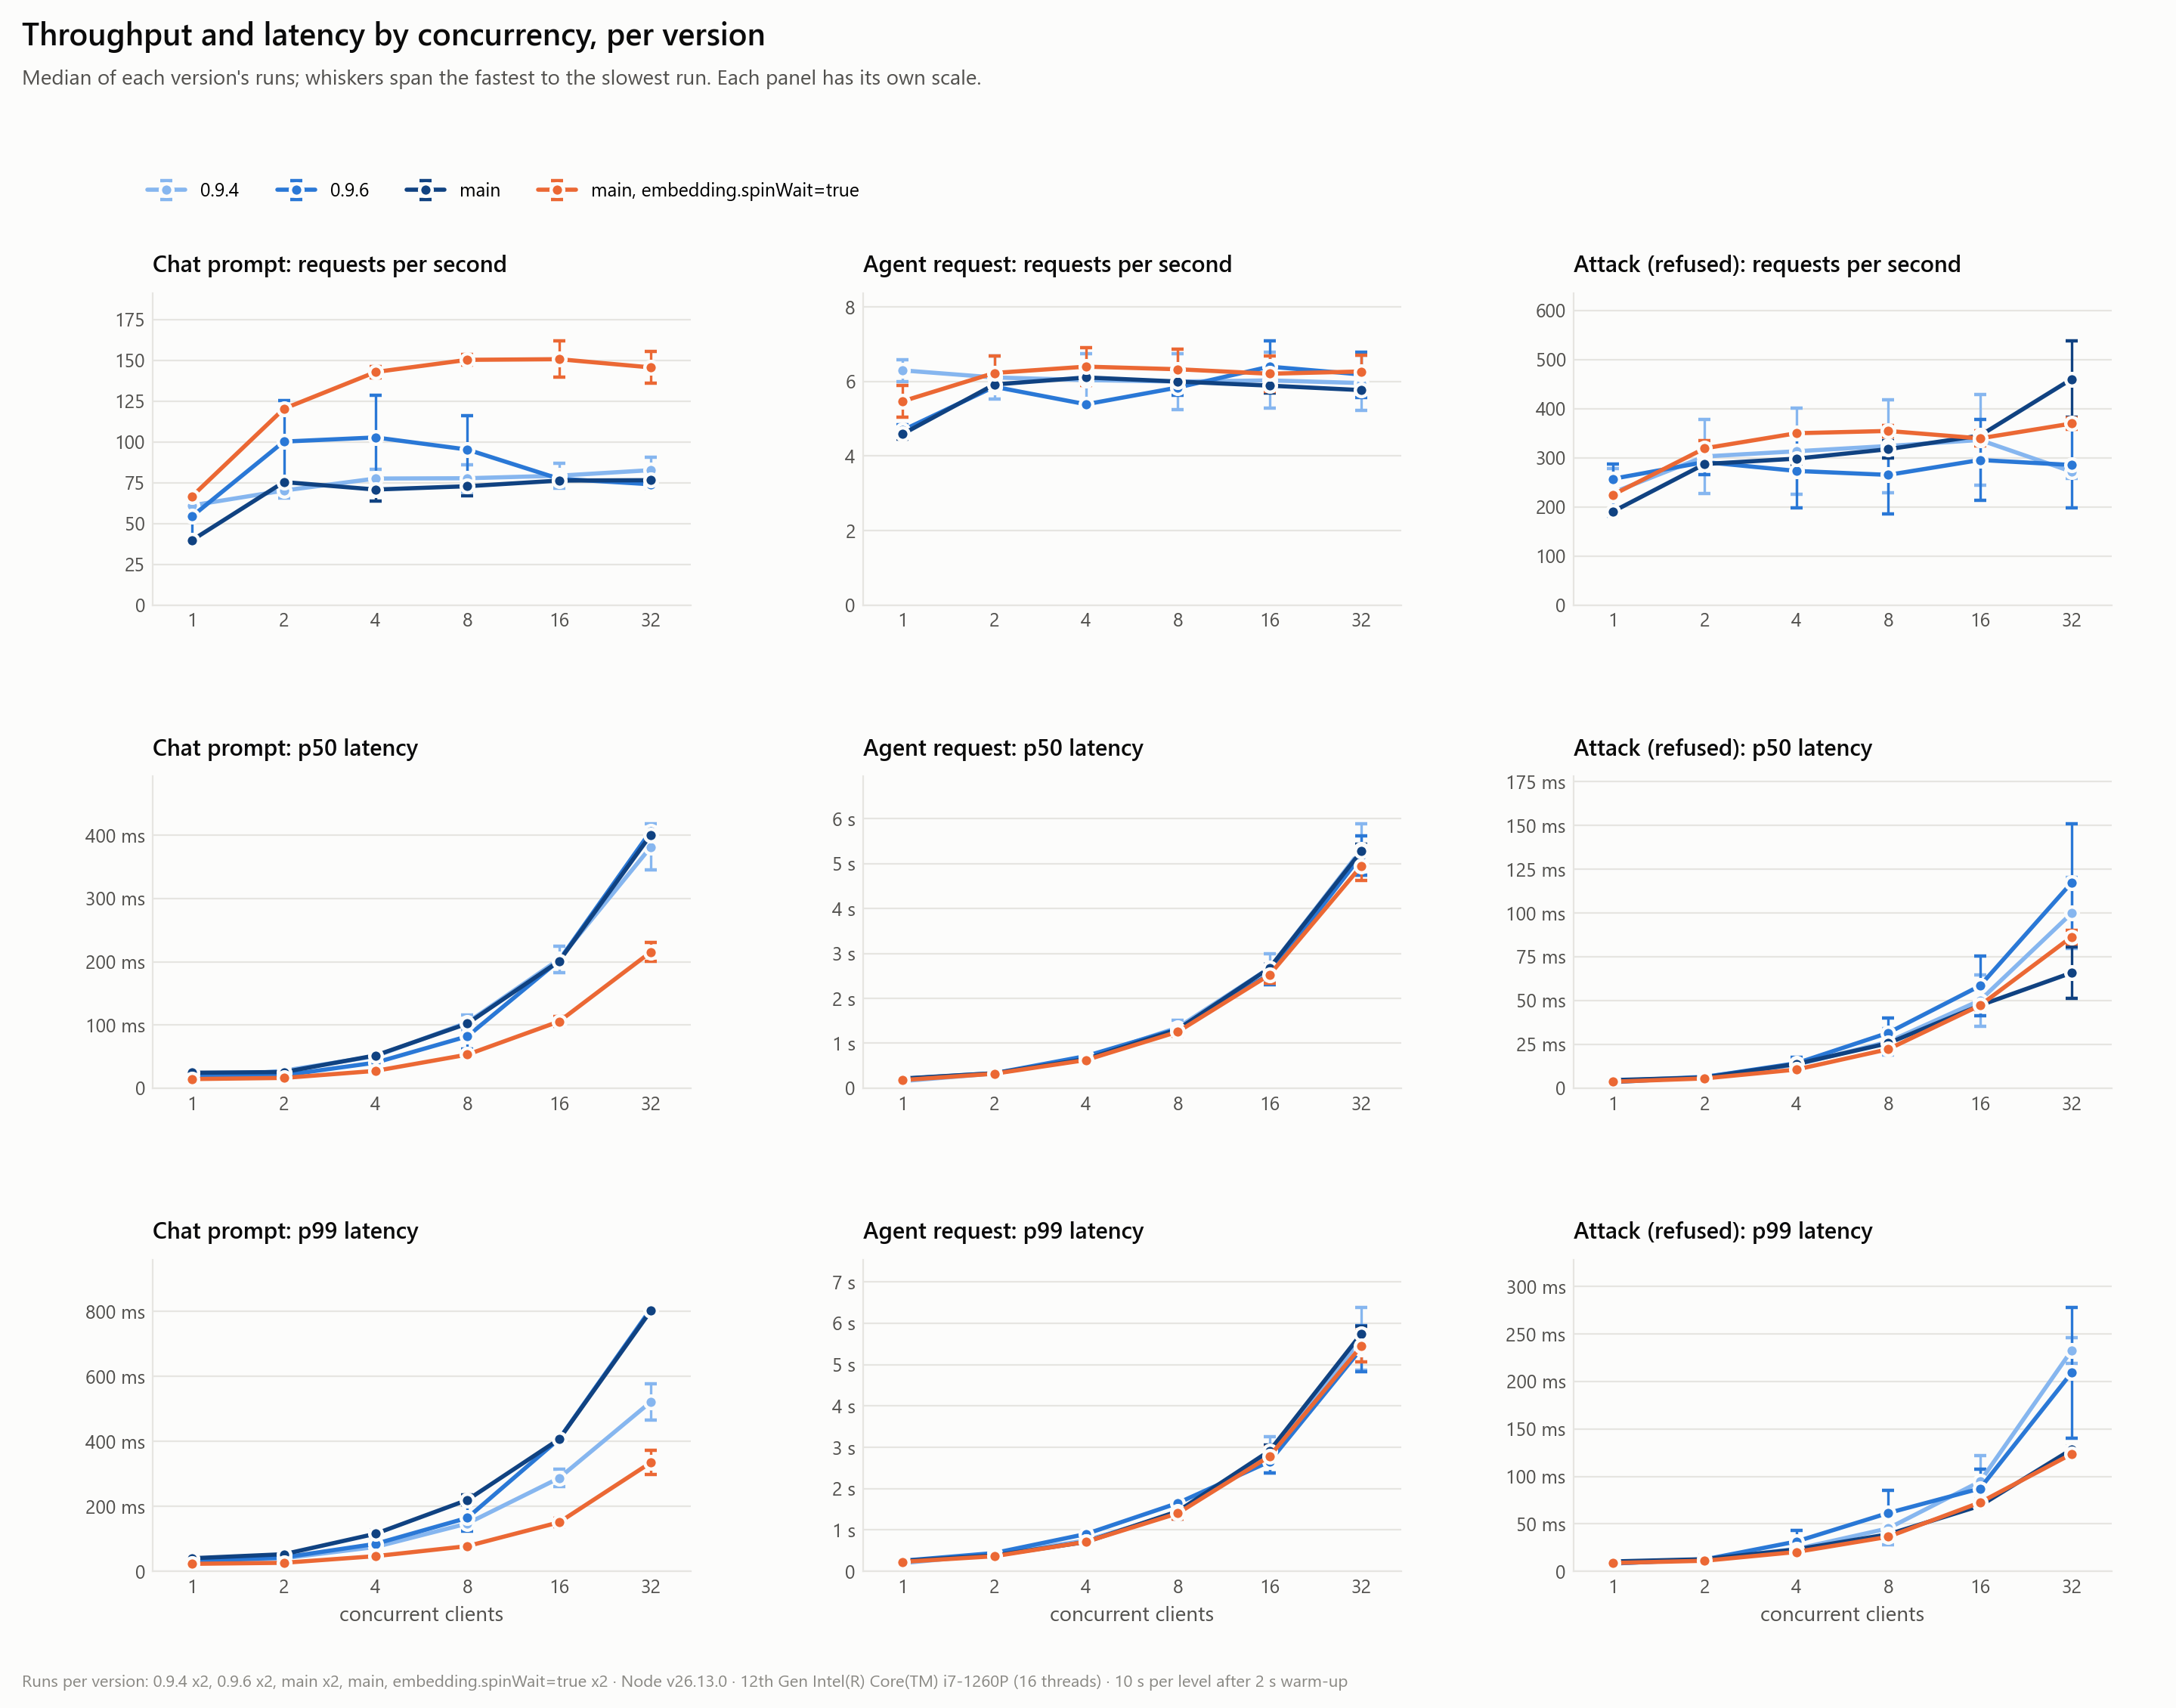 Throughput and latency by concurrency, per version
Median of each version's runs; whiskers span the fastest to the slowest run. Each panel has its own scale.
0.9.4 0.9.6 main main, embedding.spinWait=true
Chat prompt: requests per second
175
150
125
100
75
50
25
0
1 2 4 8 16 32
Agent request: requests per second
8
6
4
2
0
1 2 4 8 16 32
Attack (refused): requests per second
600
500
400
300
200
100
0
1 2 4 8 16 32
Chat prompt: p50 latency
400 ms
300 ms
200 ms
100 ms
0
1 2 4 8 16 32
Agent request: p50 latency
6 s
5 s
4 s
3 s
2 s
1 s
0
1 2 4 8 16 32
Attack (refused): p50 latency
175 ms
150 ms
125 ms
100 ms
75 ms
50 ms
25 ms
0
1 2 4 8 16 32
Chat prompt: p99 latency
800 ms
600 ms
400 ms
200 ms
0
1 2 4 8 16 32
concurrent clients
Agent request: p99 latency
7 s
6 s
5 s
4 s
3 s
2 s
1 s
0
1 2 4 8 16 32
concurrent clients
Attack (refused): p99 latency
300 ms
250 ms
200 ms
150 ms
100 ms
50 ms
0
1 2 4 8 16 32
concurrent clients
Runs per version: 0.9.4 x2, 0.9.6 x2, main x2, main, embedding.spinWait=true x2 · Node v26.13.0 · 12th Gen Intel(R) Core(TM) i7-1260P (16 threads) · 10 s per level after 2 s warm-up